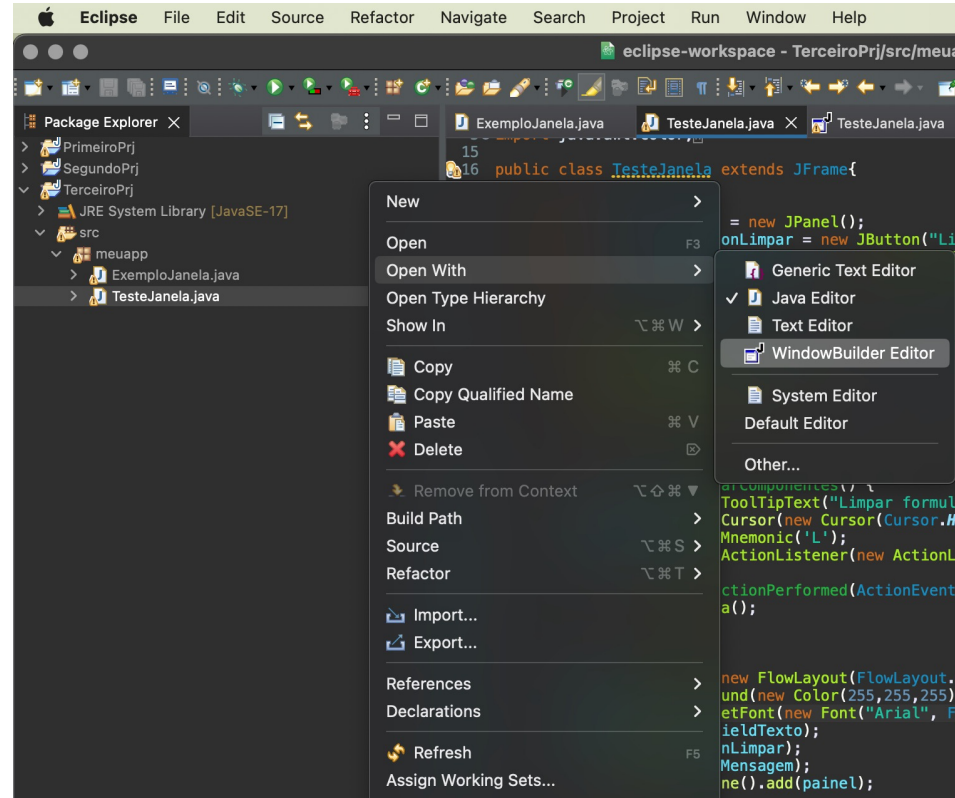 Eclipse File Edit Source Refactor Navigate Search Project Run Window Help
eclipse-workspace - TerceiroPrj/src/meua
Package Explorer
ExemploJanela.java
TesteJanela.java
TesteJanela.java
PrimeiroPrj
SegundoPrj
TerceiroPrj
JRE System Library [JavaSE-17]
src
meuapp
ExemploJanela.java
TesteJanela.java
15
16 public class TesteJanela extends JFrame{
= new JPanel();
onLimpar = new JButton("Li
New
Open F3
Open With
Open Type Hierarchy
Show In ⌥⌘W
Copy ⌘C
Copy Qualified Name
Paste ⌘V
Delete ⌦
Remove from Context ⌥⇧⌘▼
Build Path
Source ⌥⌘S
Refactor ⌥⌘T
Import...
Export...
References
Declarations
Refresh F5
Assign Working Sets...
Generic Text Editor
✓ Java Editor
Text Editor
WindowBuilder Editor
System Editor
Default Editor
Other...
arComponentes() {
ToolTipText("Limpar formul
Cursor(new Cursor(Cursor.H
Mnemonic('L');
ActionListener(new ActionL
ctionPerformed(ActionEvent
a();
new FlowLayout(FlowLayout.
und(new Color(255,255,255)
etFont(new Font("Arial", F
ieldTexto);
nLimpar);
Mensagem);
ne().add(painel);